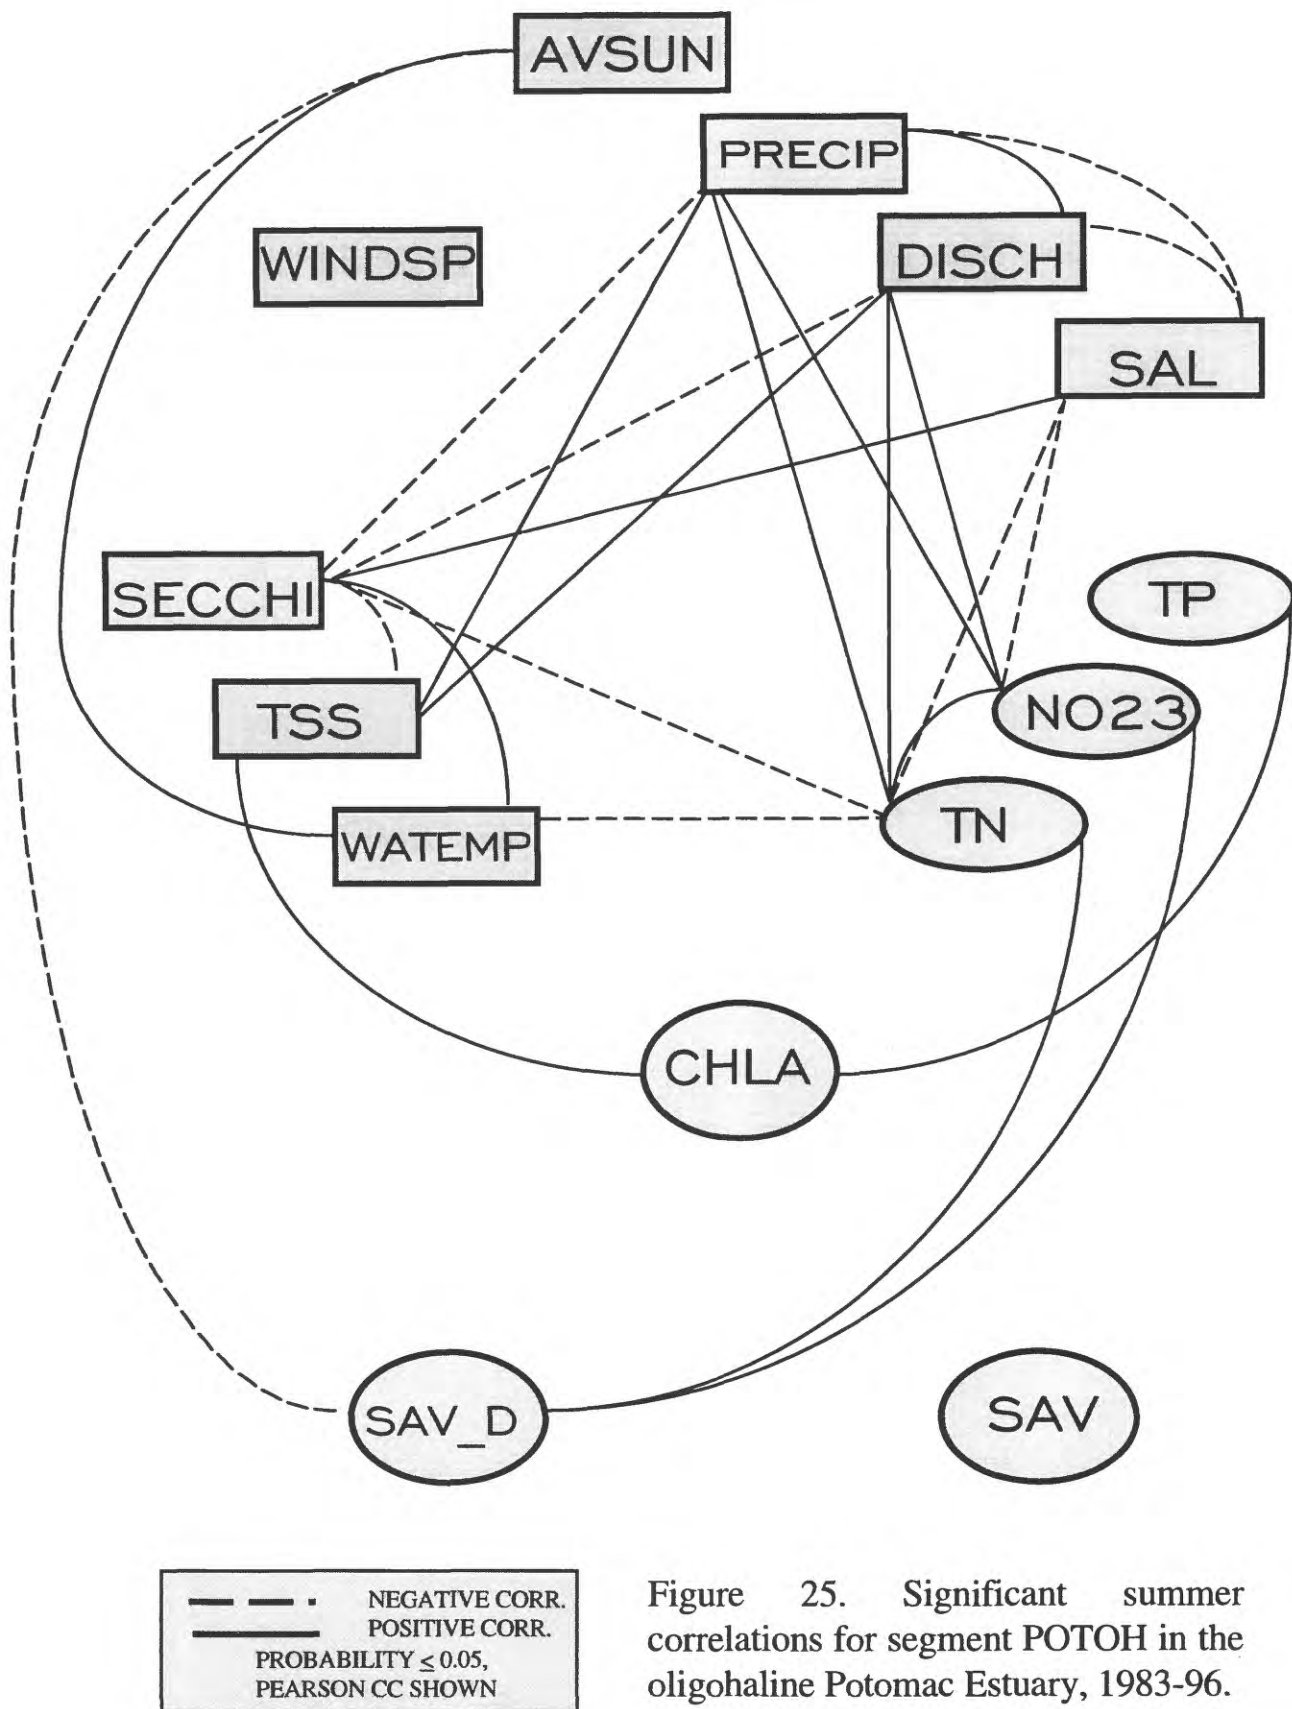 AVSUN
PRECIP
WINDSP
DISCH
SAL
SECCHI
TP
TSS
NO23
WATEMP
TN
CHLA
SAV_D
SAV
NEGATIVE CORR.
POSITIVE CORR.
PROBABILITY ≤ 0.05,
PEARSON CC SHOWN
Figure 25. Significant summer
correlations for segment POTOH in the
oligohaline Potomac Estuary, 1983-96.